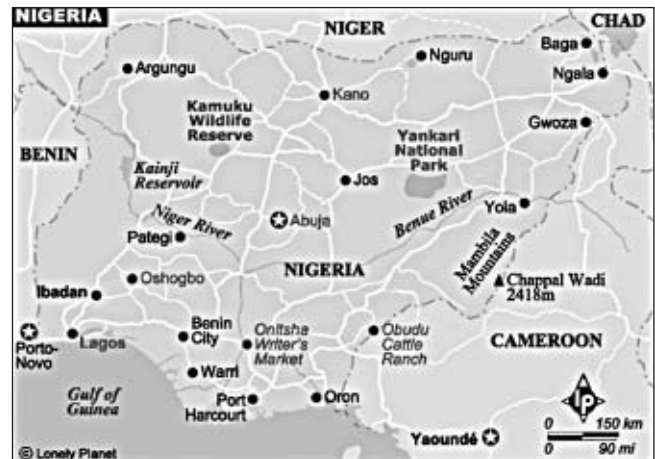 NIGERIA
NIGER
CHAD
Baga
Nguru
Argungu
Ngala
Kano
Kamuku
Wildlife
Reserve
Gwoza
Yankari
National
Park
BENIN
Kainji
Reservoir
Jos
Niger River
Benue River
Yola
Abuja
Pategi
Mambila
Mountains
NIGERIA
Oshogbo
Chappal Wadi
2418m
Ibadan
Benin
City
Onitsha
Writer's
Market
Obudu
Cattle
Ranch
CAMEROON
Porto-
Novo
Lagos
Warri
Gulf of
Guinea
Port
Harcourt
Oron
lp
0 150 km
0 90 mi
Yaoundé
© Lonely Planet